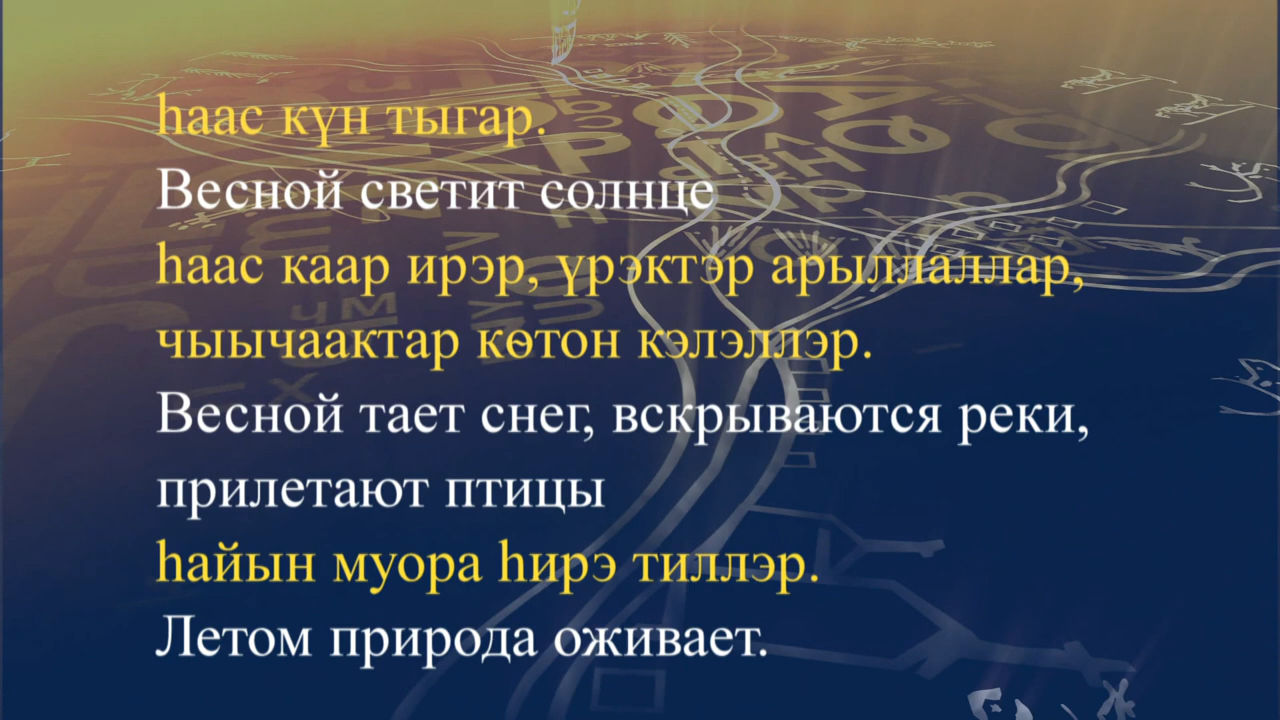 һаас күн тыгар.
Весной светит солнце
һаас каар ирэр, үрэктэр арыллаллар,
чыычаактар көтон кэлэллэр.
Весной тает снег, вскрываются реки,
прилетают птицы
һайын муора һирэ тиллэр.
Летом природа оживает.